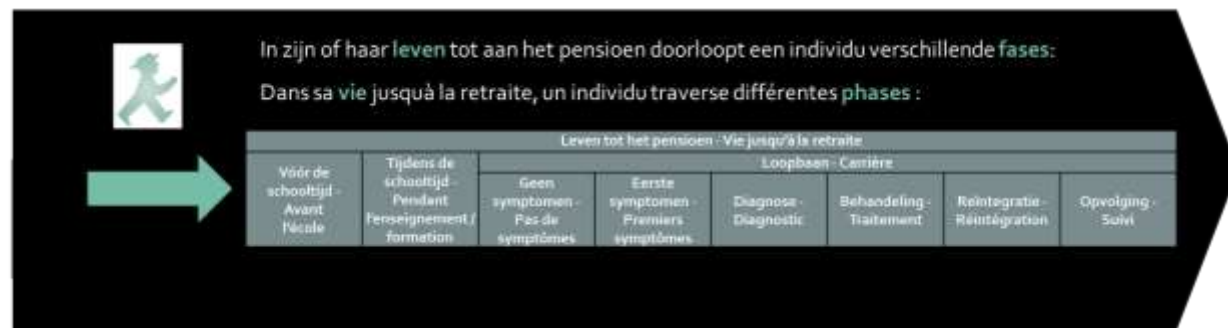 In zijn of haar leven tot aan het pensioen doorloopt een individu verschillende fases:
Dans sa vie jusquà la retraite, un individu traverse différentes phases :
Leven tot het pensioen - Vie jusqu'à la retraite
Vóór de
schooltijd -
Avant
l'école
Tijdens de
schooltijd -
Pendant
l'enseignement /
formation
Loopbaan - Carrière
Geen
symptomen -
Pas de
symptômes
Eerste
symptomen -
Premiers
symptômes
Diagnose -
Diagnostic
Behandeling -
Traitement
Reïntegratie -
Réintégration
Opvolging -
Suivi